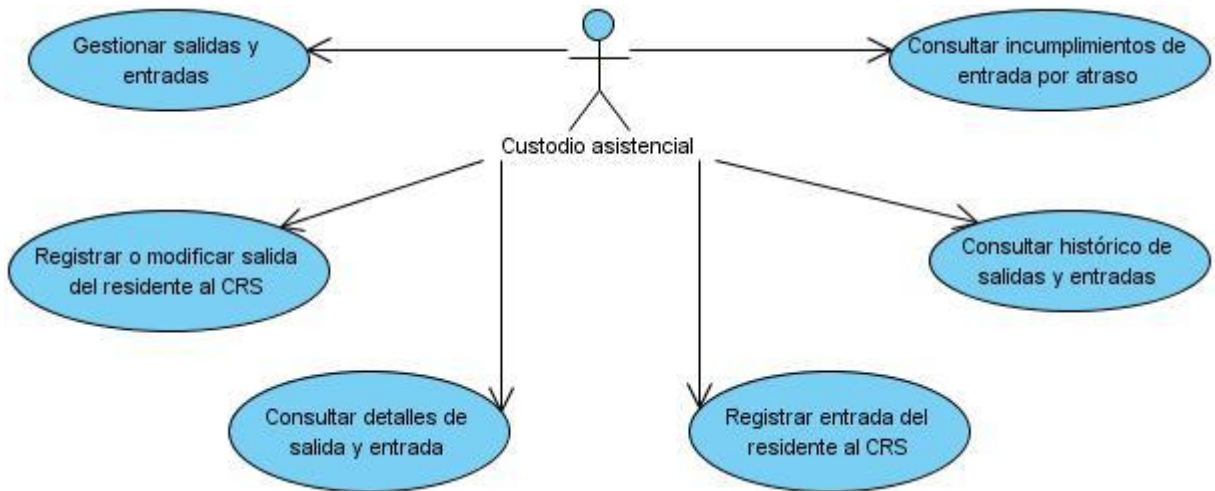 Gestionar salidas y
entradas
Consultar incumplimientos de
entrada por atraso
Custodio asistencial
Registrar o modificar salida
del residente al CRS
Consultar histórico de
salidas y entradas
Consultar detalles de
salida y entrada
Registrar entrada del
residente al CRS